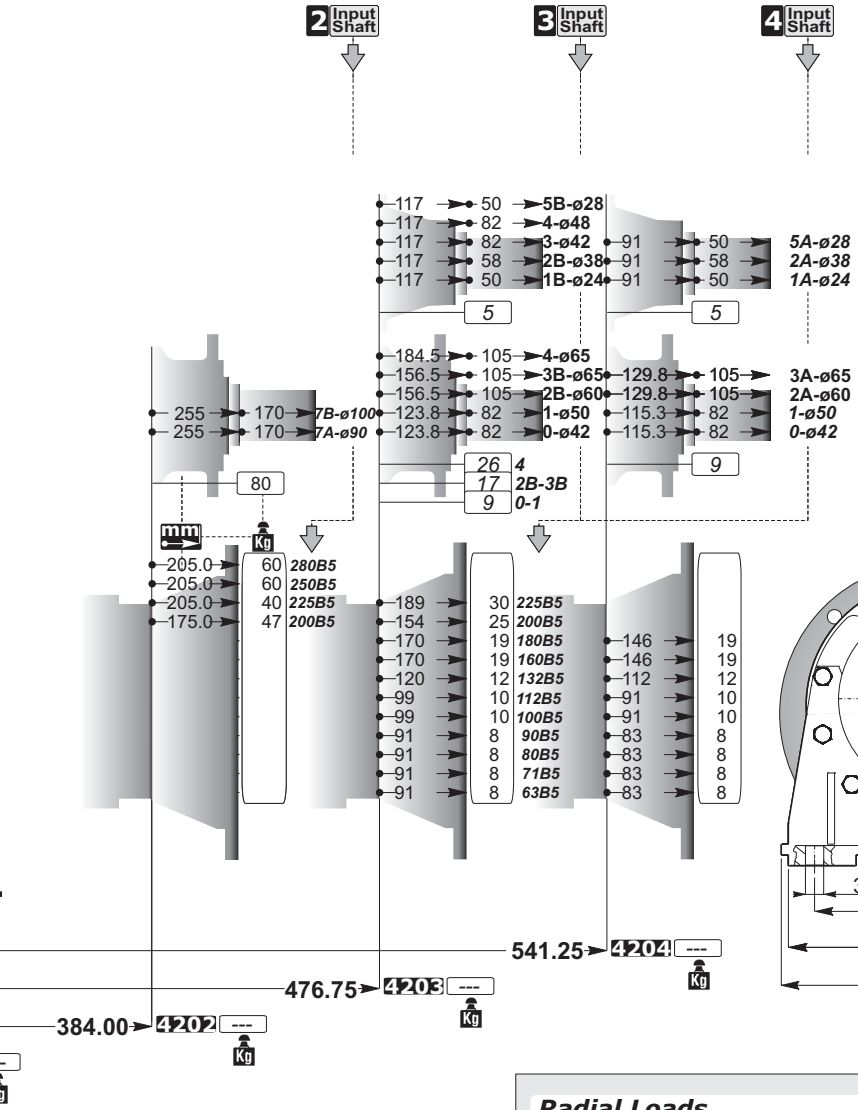 2 Input Shaft
3 Input Shaft
4 Input Shaft
117 50 5B-ø28
117 82 4-ø48
117 82 3-ø42 91 50 5A-ø28
117 58 2B-ø38 91 58 2A-ø38
117 50 1B-ø24 91 50 1A-ø24
5 5
184.5 105 4-ø65
156.5 105 3B-ø65 129.8 105 3A-ø65
156.5 105 2B-ø60 129.8 105 2A-ø60
255 170 7B-ø100 123.8 82 1-ø50 115.3 82 1-ø50
255 170 7A-ø90 123.8 82 0-ø42 115.3 82 0-ø42
26 4 9
80 17 2B-3B
9 0-1
mm Kg
205.0 60 280B5
205.0 60 250B5
205.0 40 225B5 189 30 225B5
175.0 47 200B5 154 25 200B5
170 19 180B5 146 19
170 19 160B5 146 19
120 12 132B5 112 12
99 10 112B5 91 10
99 10 100B5 91 10
91 8 90B5 83 8
91 8 80B5 83 8
91 8 71B5 83 8
91 8 63B5 83 8
541.25 4204 ---
Kg
476.75 4203 ---
Kg
384.00 4202 ---
Kg
Radial Loads